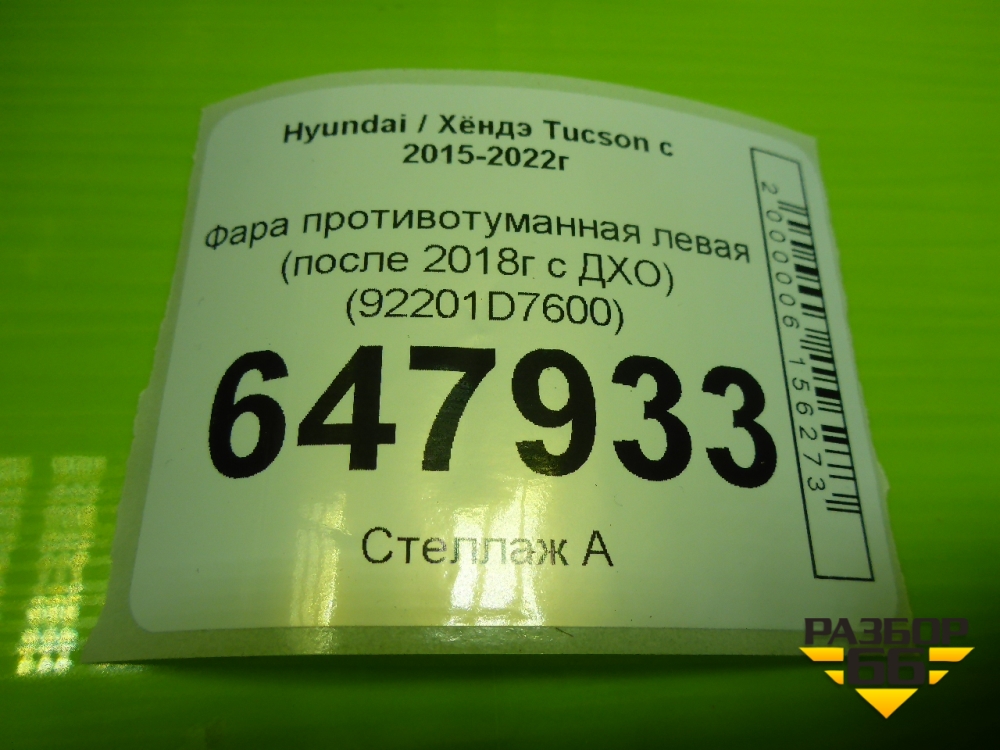 Hyundai / Хёндэ Tucson с
2015-2022г
Фара противотуманная левая
(после 2018г с ДХО)
(92201D7600)
647933
Стеллаж А
2000006156273
РАЗБОР
66